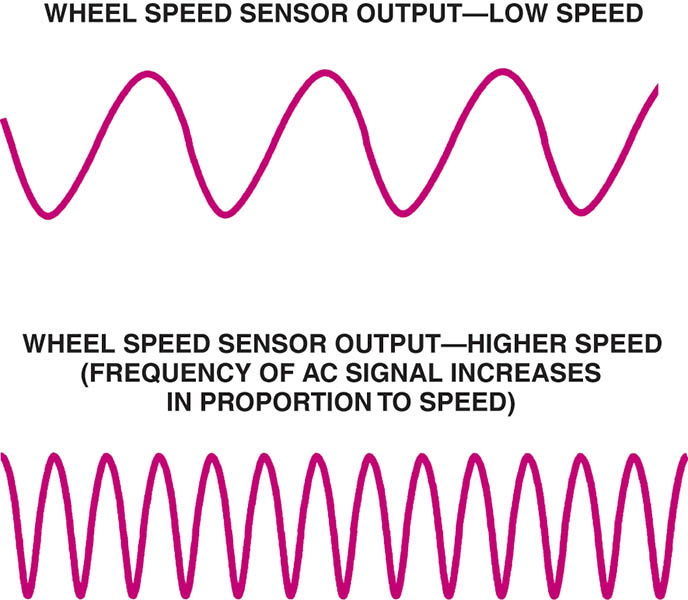 WHEEL SPEED SENSOR OUTPUT—LOW SPEED
WHEEL SPEED SENSOR OUTPUT—HIGHER SPEED
(FREQUENCY OF AC SIGNAL INCREASES
IN PROPORTION TO SPEED)